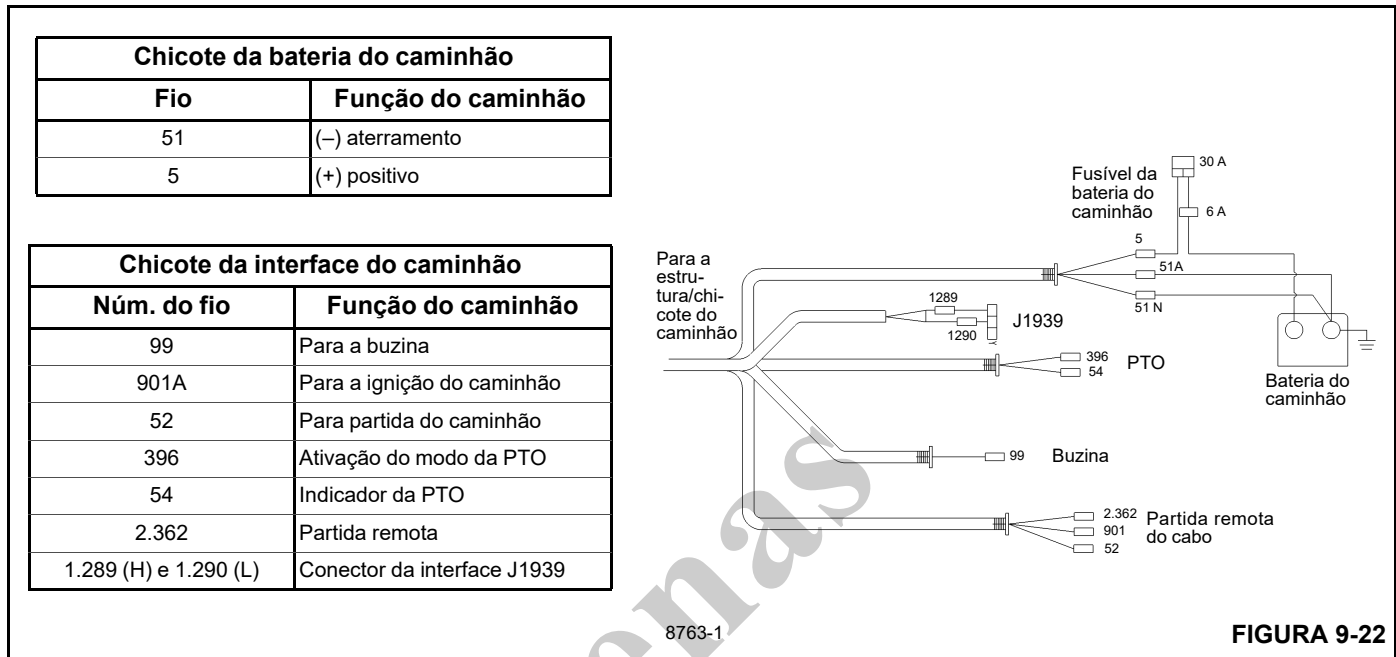 Chicote da bateria do caminhão
Fio Função do caminhão
51 (–) aterramento
5 (+) positivo
Chicote da interface do caminhão
Núm. do fio Função do caminhão
99 Para a buzina
901A Para a ignição do caminhão
52 Para partida do caminhão
396 Ativação do modo da PTO
54 Indicador da PTO
2.362 Partida remota
1.289 (H) e 1.290 (L) Conector da interface J1939
30 A
Fusível da
bateria do
caminhão
6 A
5
51A
51 N
Para a
estru-
tura/chi-
cote do
caminhão
1289
1290
J1939
396
54
PTO
Bateria do
caminhão
99
Buzina
2.362
901
52
Partida remota
do cabo
8763-1
FIGURA 9-22
enas